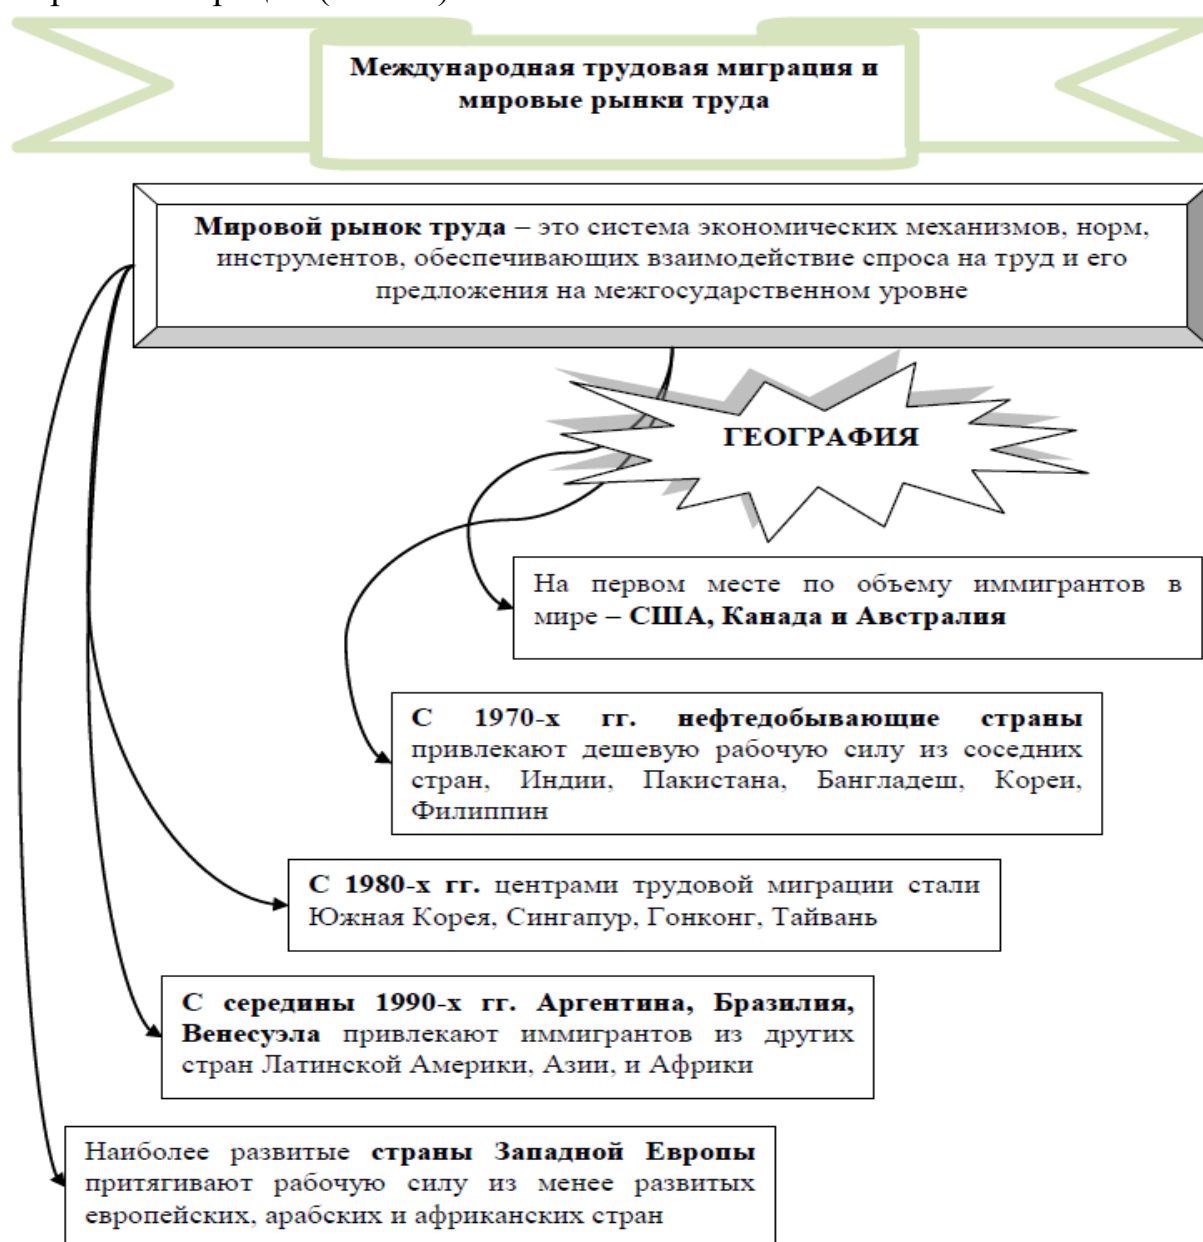 Международная трудовая миграция и
мировые рынки труда
Мировой рынок труда – это система экономических механизмов, норм,
инструментов, обеспечивающих взаимодействие спроса на труд и его
предложения на межгосударственном уровне
ГЕОГРАФИЯ
На первом месте по объему иммигрантов в
мире – США, Канада и Австралия
С 1970-х гг. нефтедобывающие страны
привлекают дешевую рабочую силу из соседних
стран, Индии, Пакистана, Бангладеш, Кореи,
Филиппин
С 1980-х гг. центрами трудовой миграции стали
Южная Корея, Сингапур, Гонконг, Тайвань
С середины 1990-х гг. Аргентина, Бразилия,
Венесуэла привлекают иммигрантов из других
стран Латинской Америки, Азии, и Африки
Наиболее развитые страны Западной Европы
притягивают рабочую силу из менее развитых
европейских, арабских и африканских стран